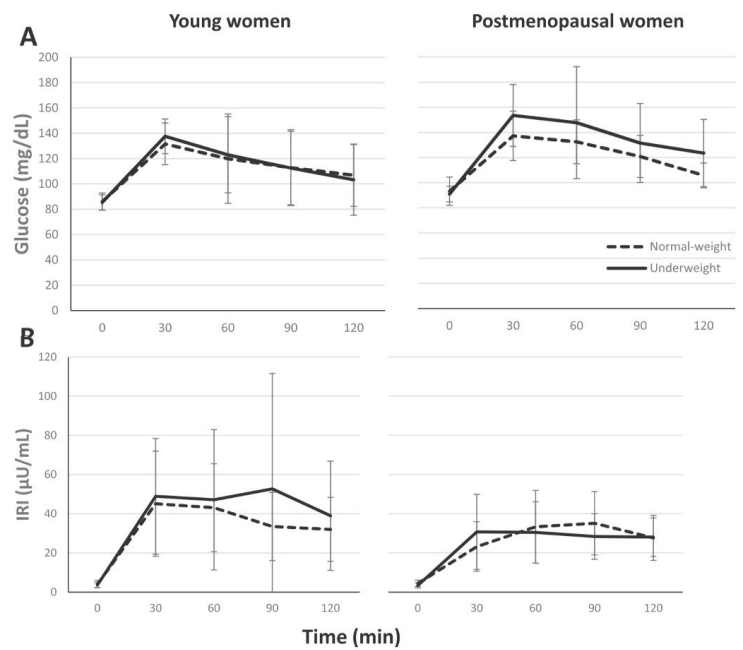 Young women
Postmenopausal women
A
Glucose (mg/dL)
200
180
160
140
120
100
80
60
40
20
0
0 30 60 90 120
0 30 60 90 120
Normal-weight
Underweight
B
IRI (μU/mL)
120
100
80
60
40
20
0
0 30 60 90 120
0 30 60 90 120
Time (min)